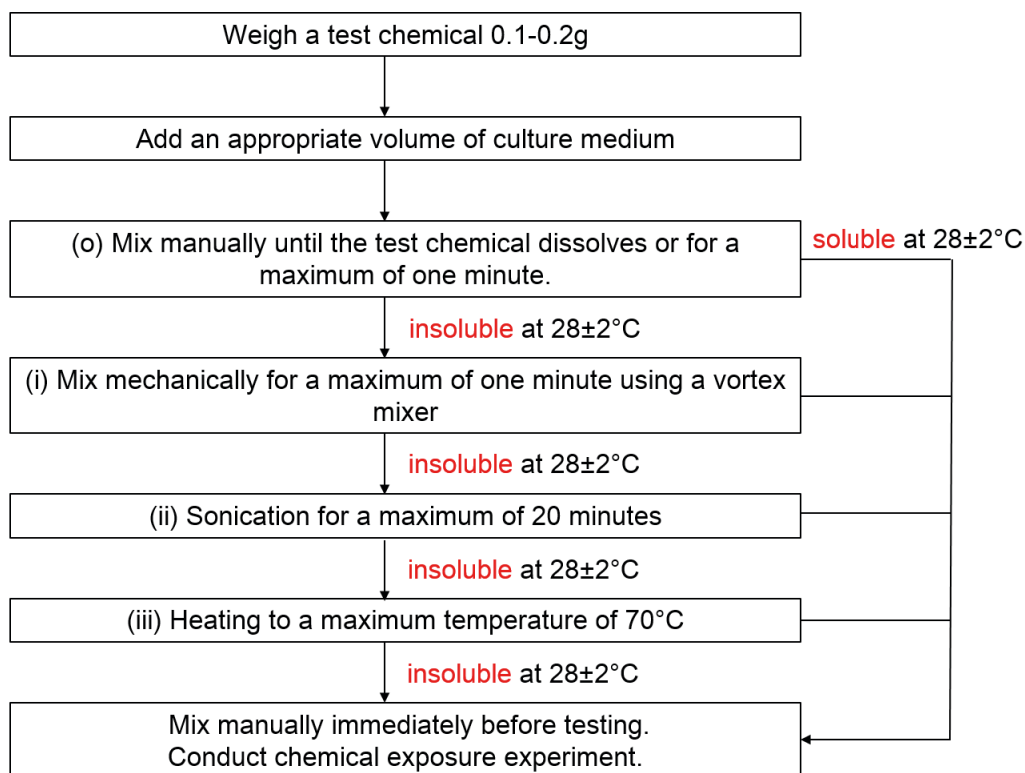 Weigh a test chemical 0.1-0.2g
Add an appropriate volume of culture medium
(o) Mix manually until the test chemical dissolves or for a
maximum of one minute.
soluble at 28±2°C
insoluble at 28±2°C
(i) Mix mechanically for a maximum of one minute using a vortex
mixer
insoluble at 28±2°C
(ii) Sonication for a maximum of 20 minutes
insoluble at 28±2°C
(iii) Heating to a maximum temperature of 70°C
insoluble at 28±2°C
Mix manually immediately before testing.
Conduct chemical exposure experiment.